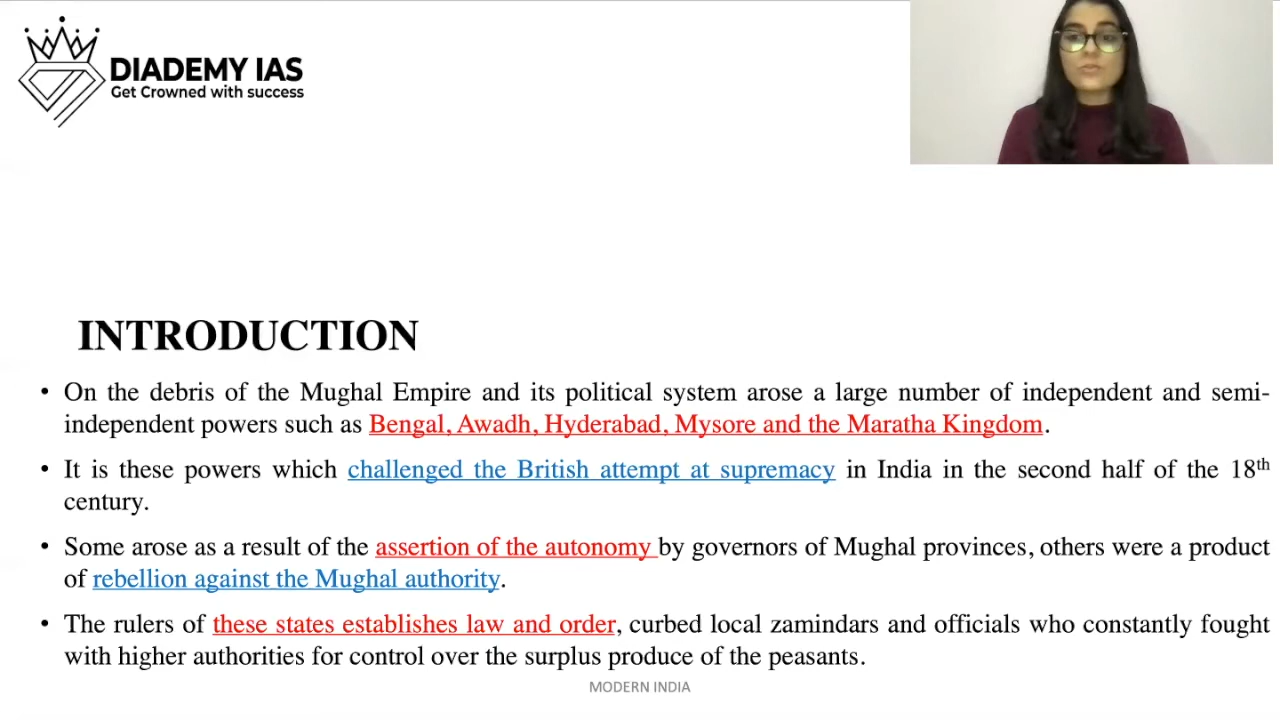 DIADEMY IAS
Get Crowned with success
INTRODUCTION
• On the debris of the Mughal Empire and its political system arose a large number of independent and semi-
independent powers such as Bengal, Awadh, Hyderabad, Mysore and the Maratha Kingdom.
• It is these powers which challenged the British attempt at supremacy in India in the second half of the 18th
century.
• Some arose as a result of the assertion of the autonomy by governors of Mughal provinces, others were a product
of rebellion against the Mughal authority.
• The rulers of these states establishes law and order, curbed local zamindars and officials who constantly fought
with higher authorities for control over the surplus produce of the peasants.
MODERN INDIA